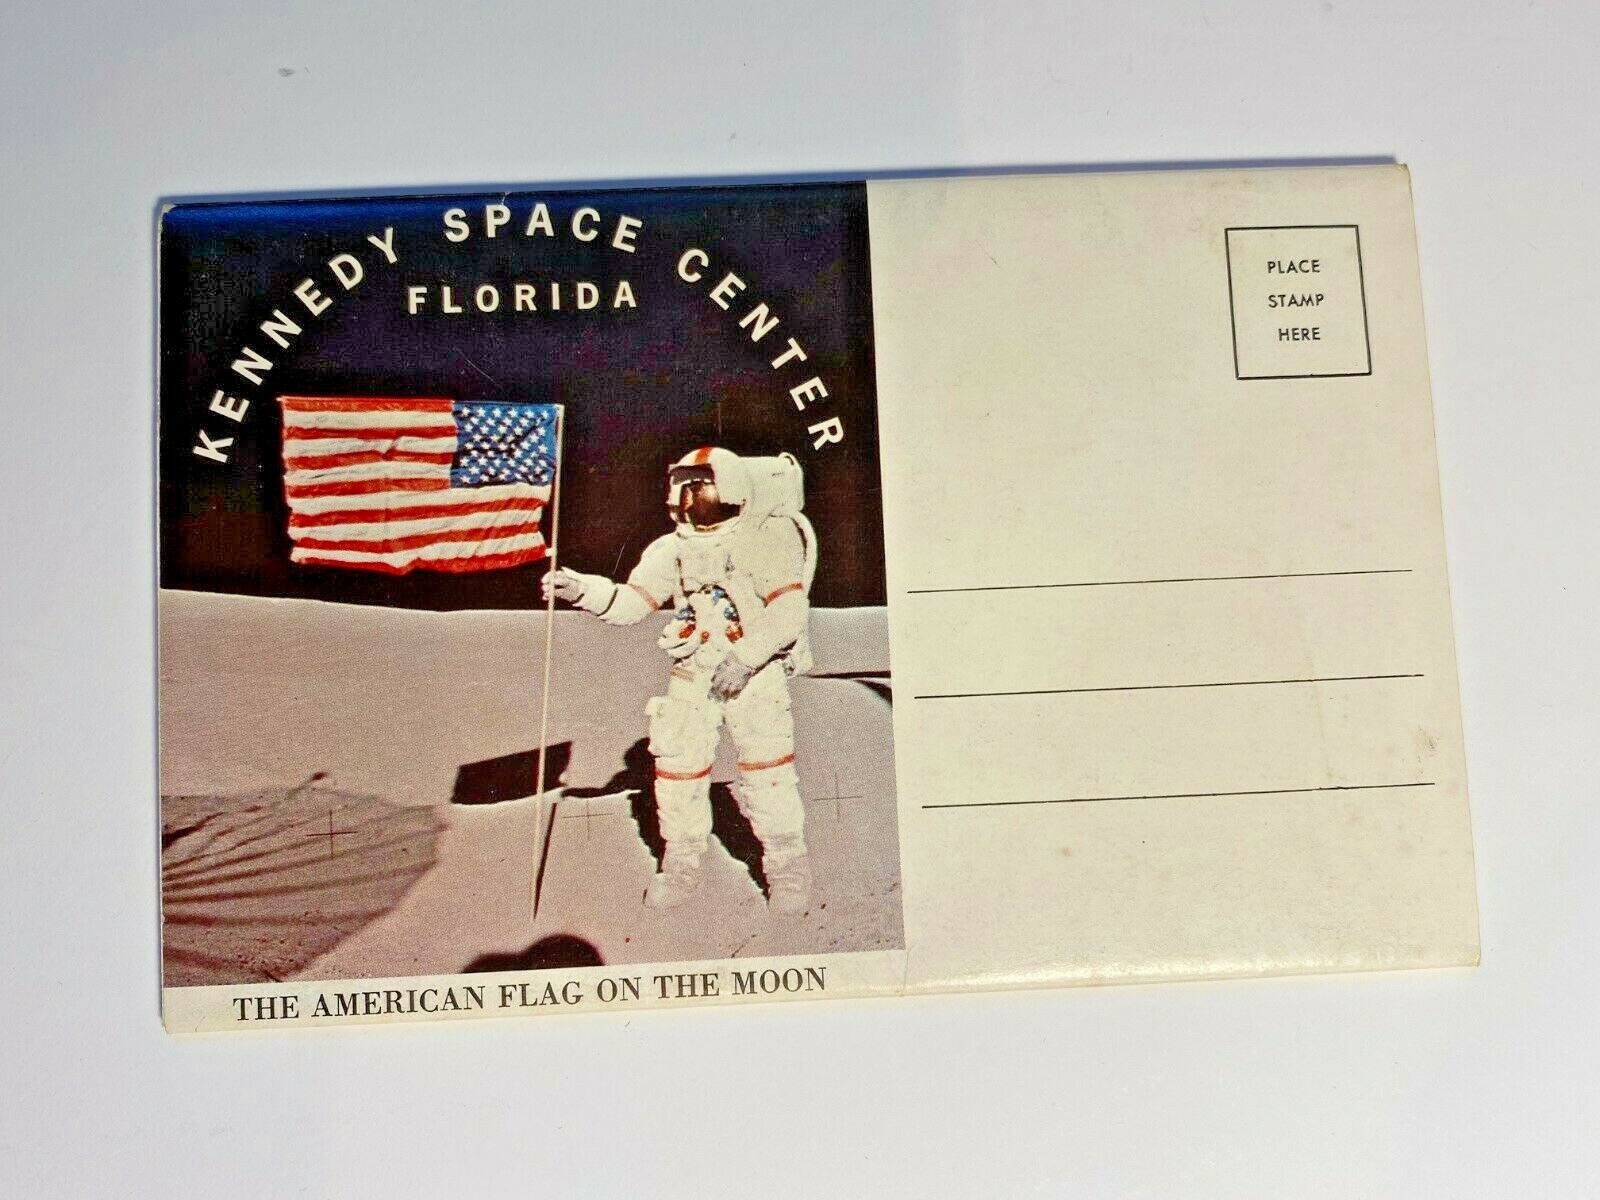 KENNEDY SPACE CENTER
FLORIDA
THE AMERICAN FLAG ON THE MOON
PLACE
STAMP
HERE